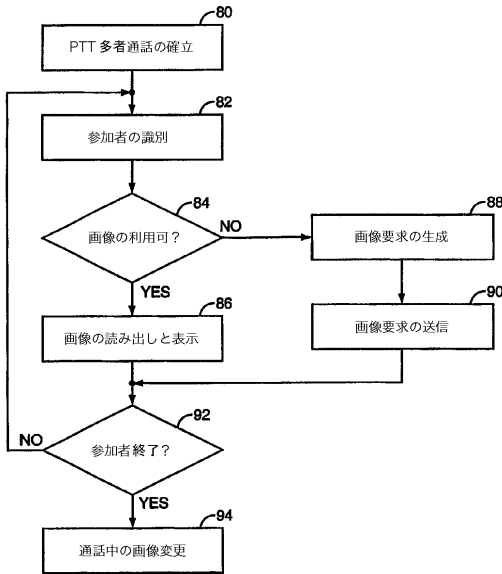 80
PTT 多者通話の確立
82
参加者の識別
84
画像の利用可?
NO
88
画像要求の生成
YES
86
画像の読み出しと表示
90
画像要求の送信
92
参加者終了?
NO
YES
94
通話中の画像変更